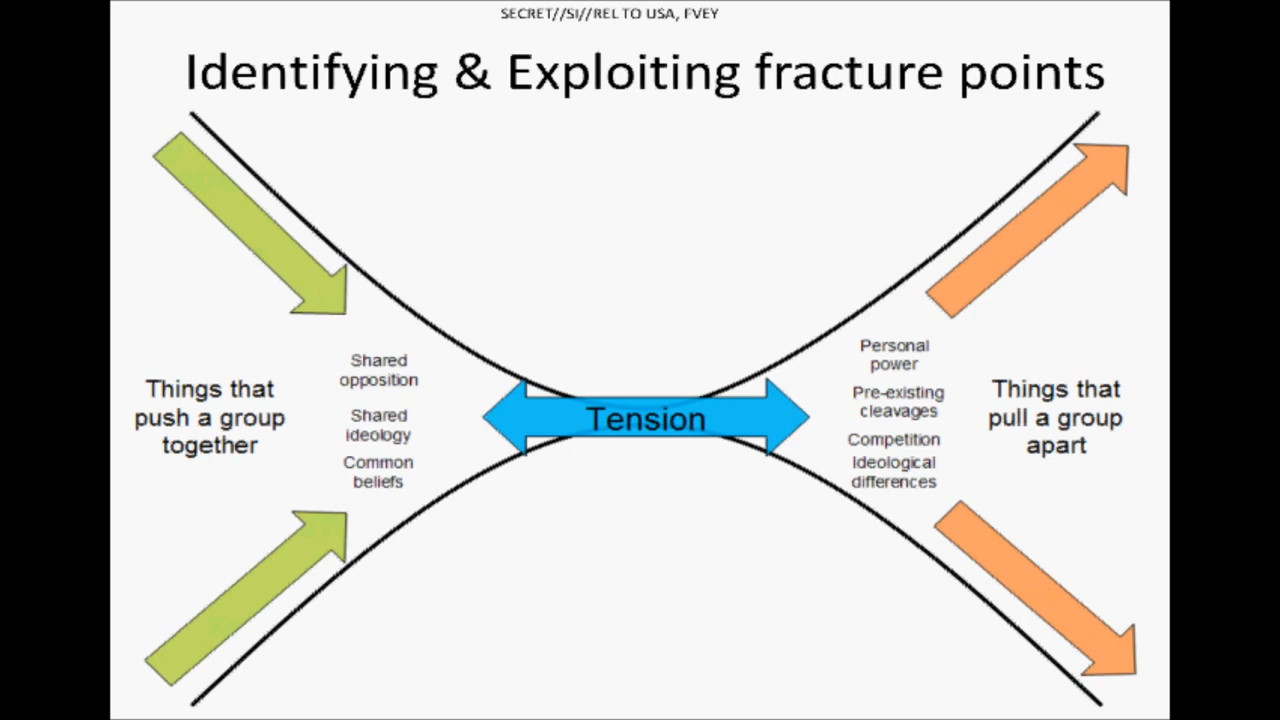 SECRET//SI//REL TO USA, FVEY
Identifying & Exploiting fracture points
Things that
push a group
together
Shared
opposition
Shared
ideology
Common
beliefs
Tension
Personal
power
Pre-existing
cleavages
Competition
Ideological
differences
Things that
pull a group
apart